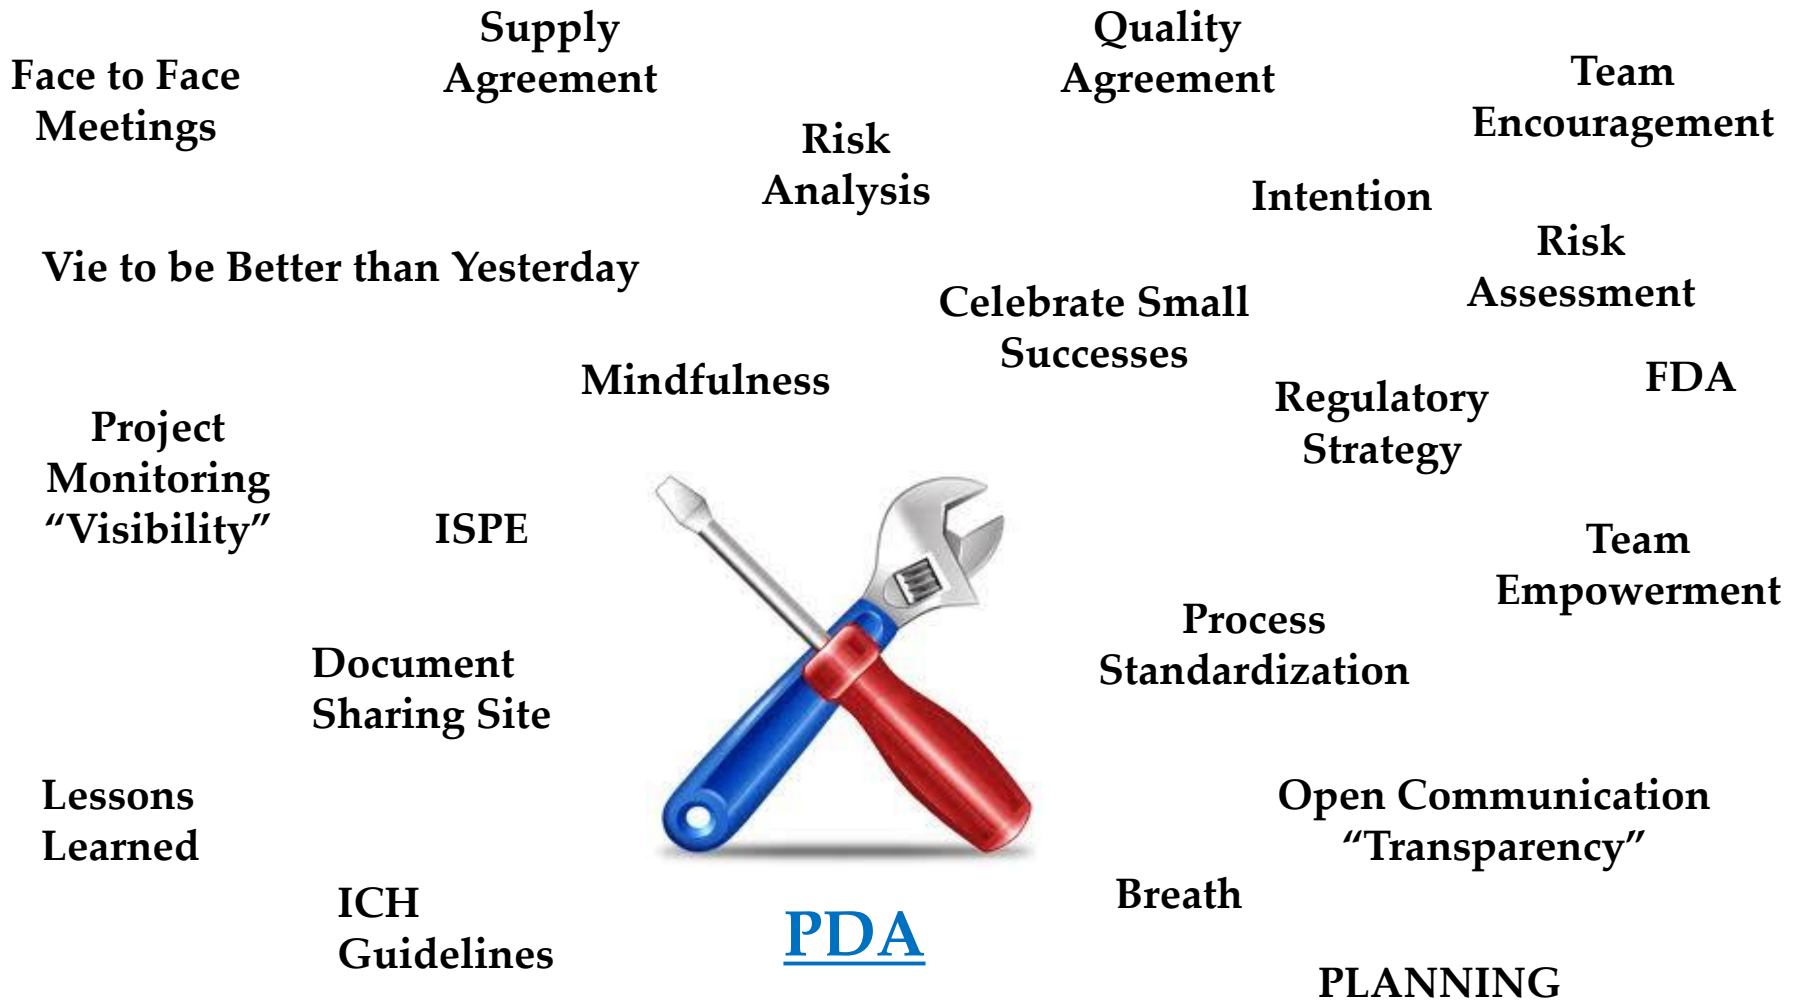 Supply
Agreement
Quality
Agreement
Face to Face
Meetings
Team
Encouragement
Risk
Analysis
Intention
Risk
Assessment
Vie to be Better than Yesterday
Celebrate Small
Successes
Mindfulness
FDA
Regulatory
Strategy
Project
Monitoring
“Visibility”
ISPE
Team
Empowerment
Process
Standardization
Document
Sharing Site
Lessons
Learned
Open Communication
“Transparency”
Breath
ICH
Guidelines
PDA
PLANNING